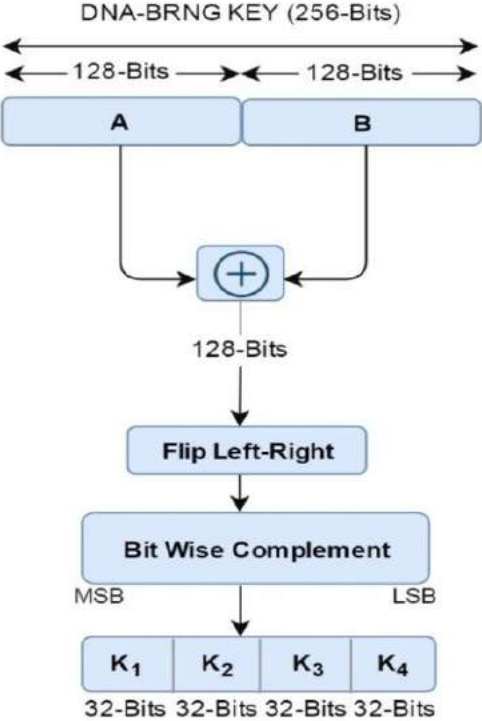 DNA-BRNG KEY (256-Bits)
128-Bits 128-Bits
A B
128-Bits
Flip Left-Right
Bit Wise Complement
MSB LSB
K₁ K₂ K₃ K₄
32-Bits 32-Bits 32-Bits 32-Bits